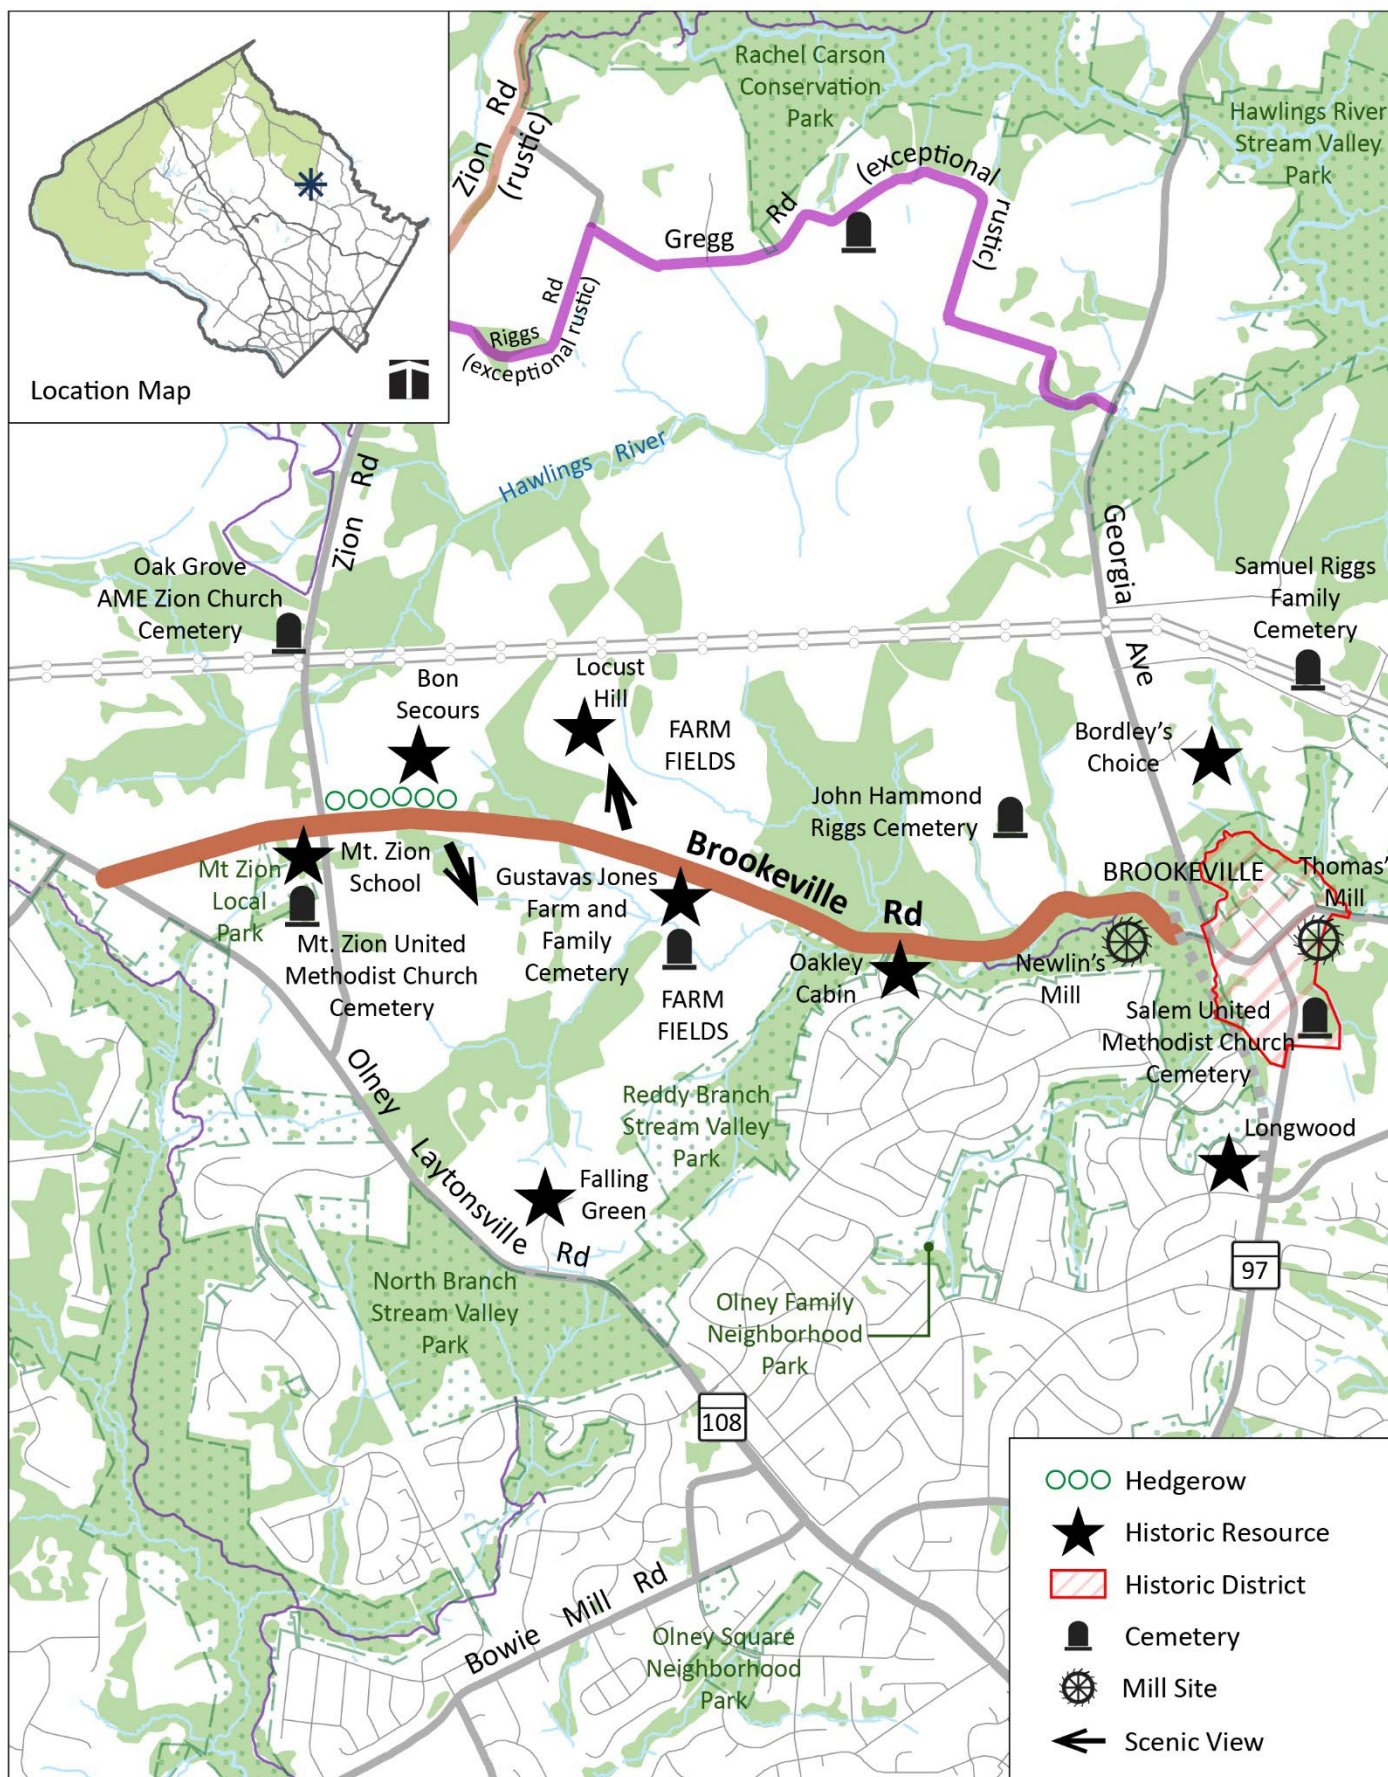 Location Map
Rachel Carson
Conservation
Park
Hawlings River
Stream Valley
Park
Zion Rd
(rustic)
Gregg Rd
(exceptional rustic)
Riggs Rd
(exceptional rustic)
Hawlings River
Zion Rd
Georgia Ave
Oak Grove
AME Zion Church
Cemetery
Samuel Riggs
Family
Cemetery
Bon
Secours
Locust
Hill
FARM
FIELDS
Bordley's
Choice
John Hammond
Riggs Cemetery
Brookeville Rd
BROOKEVILLE
Thomas'
Mill
Mt Zion
Local
Park
Mt. Zion
School
Gustavas Jones
Farm and
Family
Cemetery
Mt. Zion United
Methodist Church
Cemetery
Oakley
Cabin
Newlin's
Mill
FARM
FIELDS
Salem United
Methodist Church
Cemetery
Olney Laytonsville Rd
Reddy Branch
Stream Valley
Park
Longwood
Falling
Green
97
North Branch
Stream Valley
Park
Olney Family
Neighborhood
Park
108
Bowie Mill Rd
Olney Square
Neighborhood
Park
Hedgerow
Historic Resource
Historic District
Cemetery
Mill Site
Scenic View